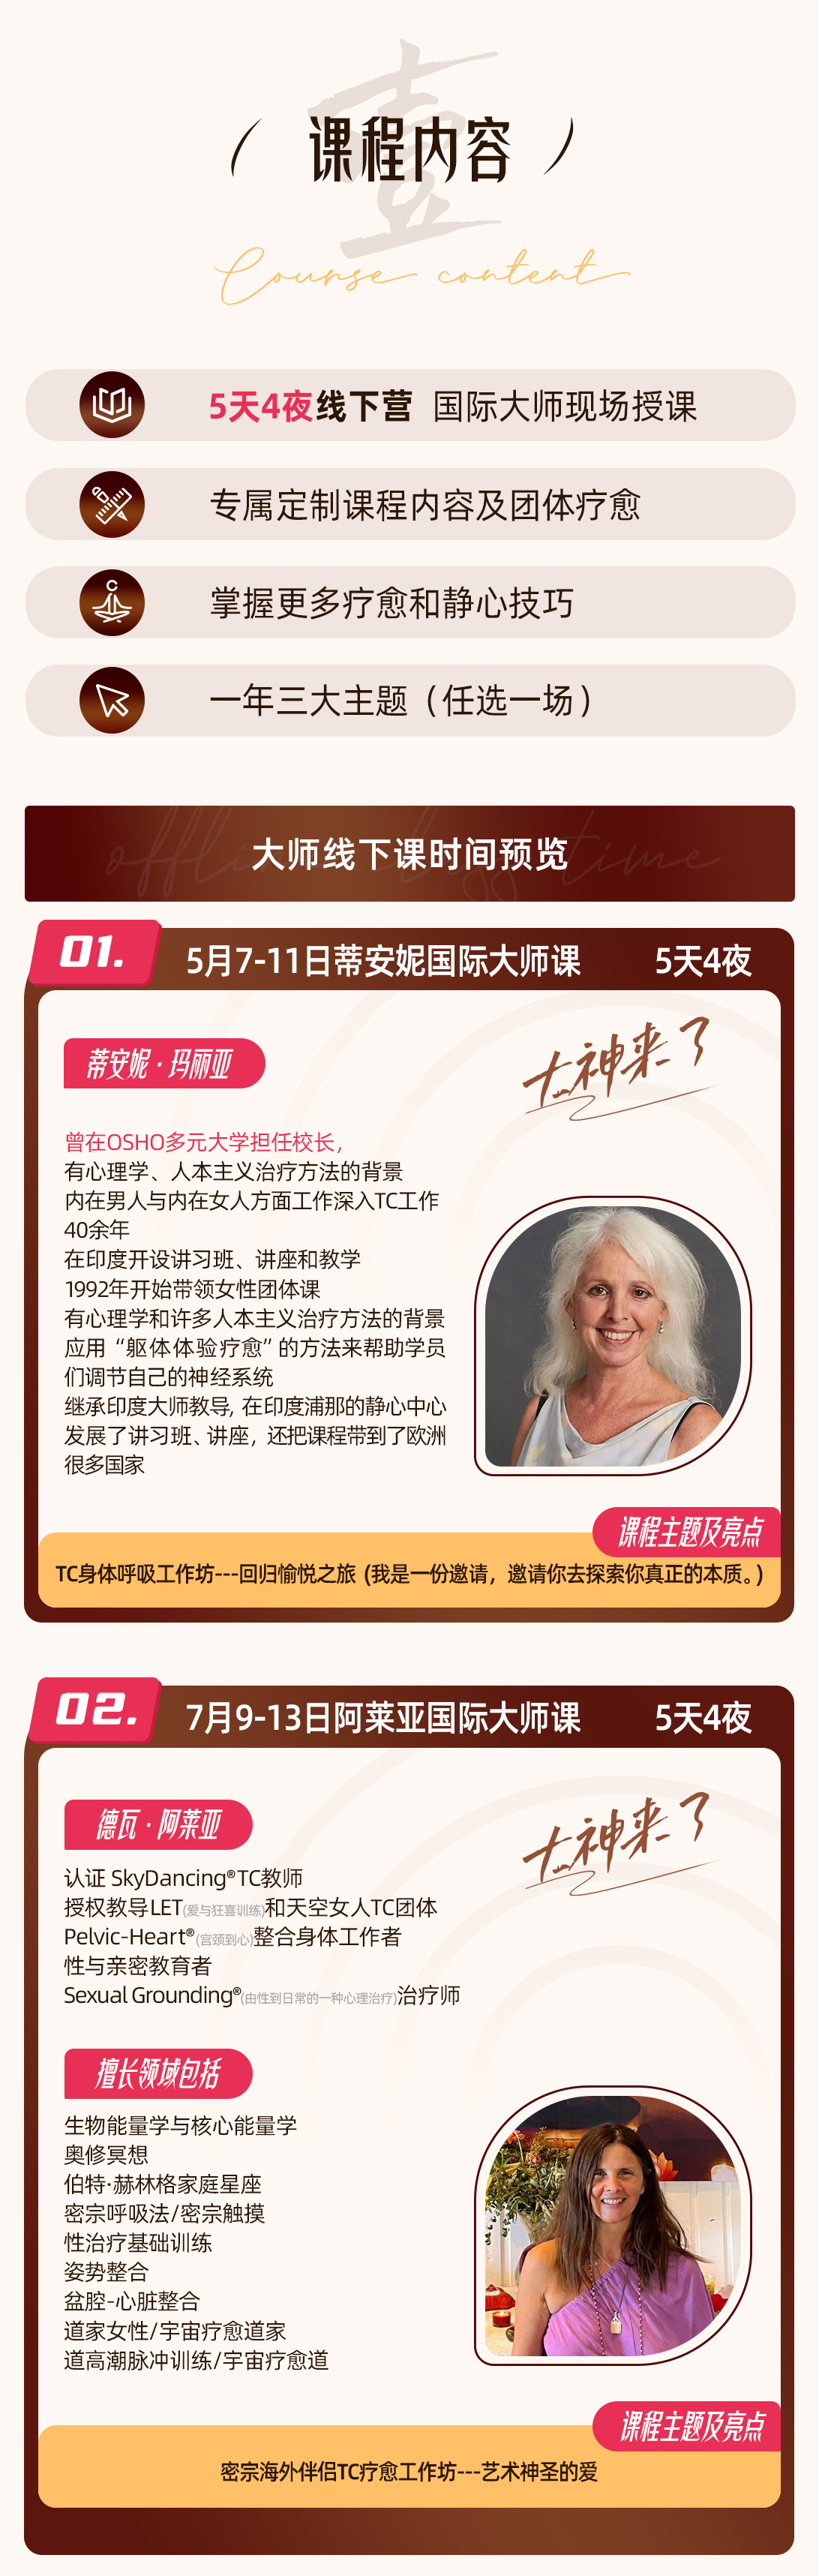 壹
课程内容
Course content
5天4夜线下营 国际大师现场授课
专属定制课程内容及团体疗愈
掌握更多疗愈和静心技巧
一年三大主题（任选一场）
大师线下课时间预览
01.
5月7-11日蒂安妮国际大师课 5天4夜
蒂安妮·玛丽亚
大神来了
曾在OSHO多元大学担任校长，
有心理学、人本主义治疗方法的背景
内在男人与内在女人方面工作深入TC工作
40余年
在印度开设讲习班、讲座和教学
1992年开始带领女性团体课
有心理学和许多人本主义治疗方法的背景
应用“躯体体验疗愈”的方法来帮助学员
们调节自己的神经系统
继承印度大师教导，在印度浦那的静心中心
发展了讲习班、讲座，还把课程带到了欧洲
很多国家
课程主题及亮点
TC身体呼吸工作坊---回归愉悦之旅 (我是一份邀请，邀请你去探索你真正的本质。)
02.
7月9-13日阿莱亚国际大师课 5天4夜
德瓦·阿莱亚
大神来了
认证 SkyDancing®TC教师
授权教导LET(爱与狂喜训练)和天空女人TC团体
Pelvic-Heart®(宫颈到心)整合身体工作者
性与亲密教育者
Sexual Grounding®(由性到日常的一种心理治疗)治疗师
擅长领域包括
生物能量学与核心能量学
奥修冥想
伯特·赫林格家庭星座
密宗呼吸法/密宗触摸
性治疗基础训练
姿势整合
盆腔-心脏整合
道家女性/宇宙疗愈道家
道高潮脉冲训练/宇宙疗愈道
课程主题及亮点
密宗海外伴侣TC疗愈工作坊---艺术神圣的爱